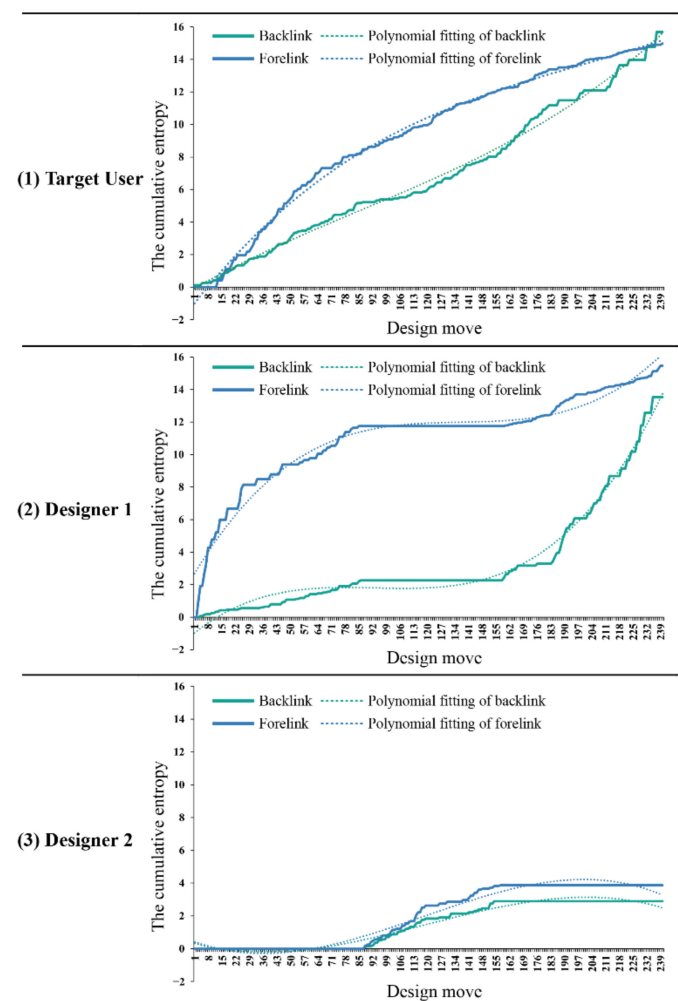 16
14
12
10
8
6
4
2
0
−2
The cumulative entropy
Backlink
Polynomial fitting of backlink
Forelink
Polynomial fitting of forelink
(1) Target User
1 8 15 22 29 36 43 50 57 64 71 78 85 92 99 106 113 120 127 134 141 148 155 162 169 176 183 190 197 204 211 218 225 232 239
Design move
16
14
12
10
8
6
4
2
0
−2
The cumulative entropy
Backlink
Polynomial fitting of backlink
Forelink
Polynomial fitting of forelink
(2) Designer 1
1 8 15 22 29 36 43 50 57 64 71 78 85 92 99 106 113 120 127 134 141 148 155 162 169 176 183 190 197 204 211 218 225 232 239
Design move
16
14
12
10
8
6
4
2
0
−2
The cumulative entropy
Backlink
Polynomial fitting of backlink
Forelink
Polynomial fitting of forelink
(3) Designer 2
1 8 15 22 29 36 43 50 57 64 71 78 85 92 99 106 113 120 127 134 141 148 155 162 169 176 183 190 197 204 211 218 225 232 239
Design move